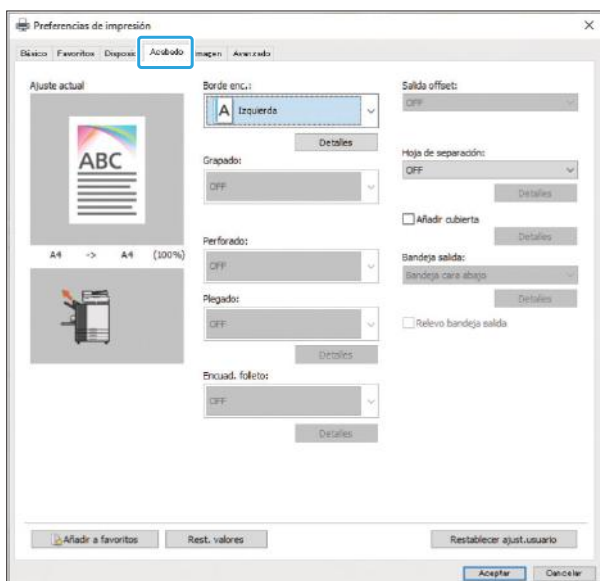 Preferencias de impresión
Básico Favoritos Disposic Acabado magen Avanzado
Ajuste actual
ABC
A4 -> A4 (100%)
Borde enc.:
A Izquierda
Detalles
Grapado:
OFF
Perforado:
OFF
Plegado:
OFF
Detalles
Encuad. folleto:
OFF
Detalles
Salida offset:
OFF
Hoja de separación:
OFF
Detalles
Añadir cubierta
Detalles
Bandeja salida:
Bandeja cara abajo
Detalles
Relevo bandeja salida
Añadir a favoritos
Rest. valores
Restablecer ajust.usuario
Aceptar
Cancelar